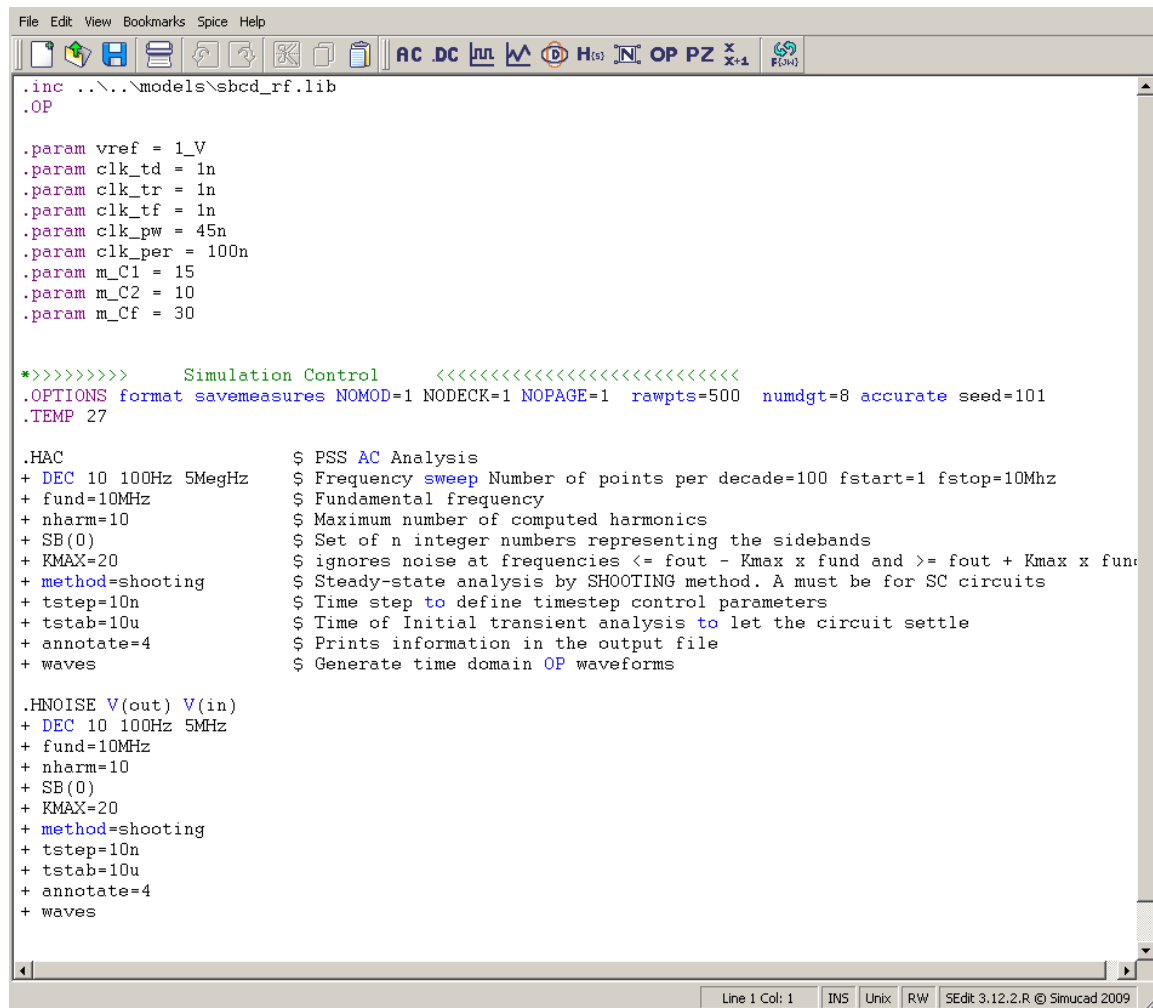 File Edit View Bookmarks Spice Help
AC .DC D H(s) N OP PZ X X+1 F(JW)
.inc ..\..\models\sbcd_rf.lib
.OP
.param vref = 1_V
.param clk_td = 1n
.param clk_tr = 1n
.param clk_tf = 1n
.param clk_pw = 45n
.param clk_per = 100n
.param m_C1 = 15
.param m_C2 = 10
.param m_Cf = 30
*>>>>>>>>> Simulation Control <<<<<<<<<<<<<<<<<<<<<<<<<<<<
.OPTIONS format savemeasures NOMOD=1 NODECK=1 NOPAGE=1 rawpts=500 numdgt=8 accurate seed=101
.TEMP 27
.HAC $ PSS AC Analysis
+ DEC 10 100Hz 5MegHz $ Frequency sweep Number of points per decade=100 fstart=1 fstop=10Mhz
+ fund=10MHz $ Fundamental frequency
+ nharm=10 $ Maximum number of computed harmonics
+ SB(0) $ Set of n integer numbers representing the sidebands
+ KMAX=20 $ ignores noise at frequencies <= fout - Kmax x fund and >= fout + Kmax x fun
+ method=shooting $ Steady-state analysis by SHOOTING method. A must be for SC circuits
+ tstep=10n $ Time step to define timestep control parameters
+ tstab=10u $ Time of Initial transient analysis to let the circuit settle
+ annotate=4 $ Prints information in the output file
+ waves $ Generate time domain OP waveforms
.HNOISE V(out) V(in)
+ DEC 10 100Hz 5MHz
+ fund=10MHz
+ nharm=10
+ SB(0)
+ KMAX=20
+ method=shooting
+ tstep=10n
+ tstab=10u
+ annotate=4
+ waves
Line 1 Col: 1 INS Unix RW SEdit 3.12.2.R © Simucad 2009